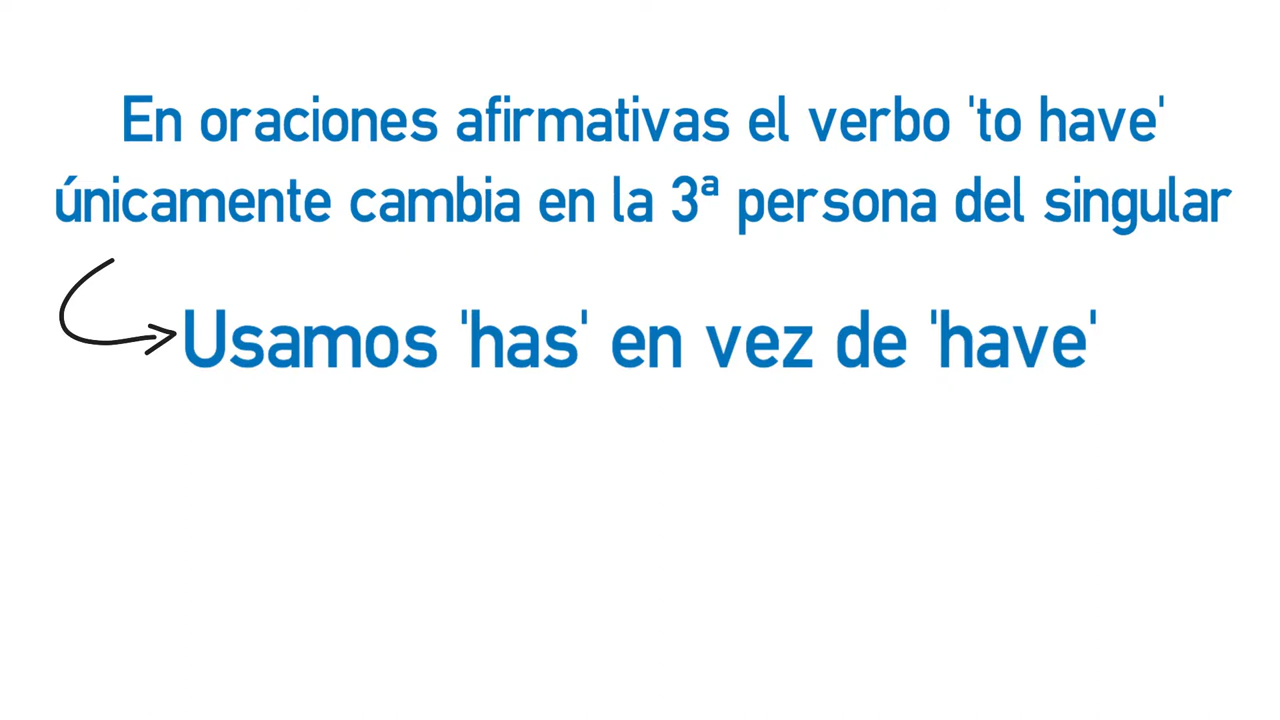 En oraciones afirmativas el verbo 'to have'
únicamente cambia en la 3ª persona del singular
Usamos 'has' en vez de 'have'